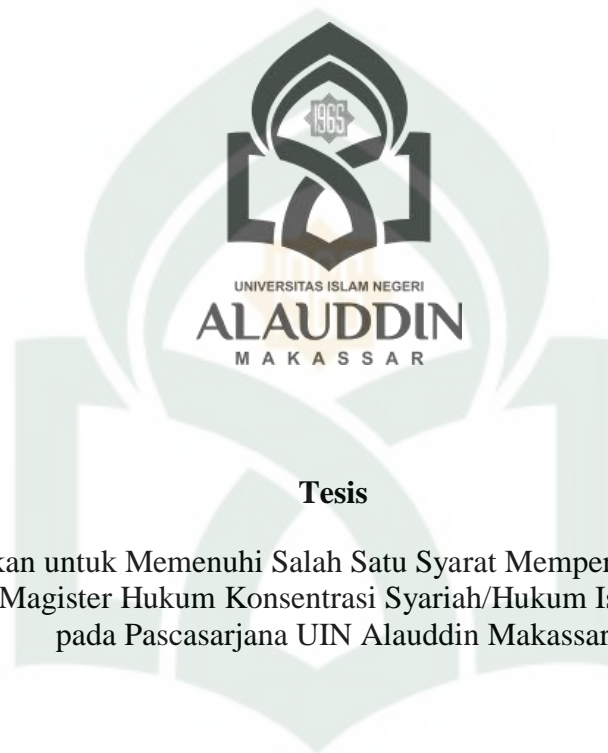 1965
UNIVERSITAS ISLAM NEGERI
ALAUDDIN
MAKASSAR
Tesis
kan untuk Memenuhi Salah Satu Syarat Memper
Magister Hukum Konsentrasi Syariah/Hukum Is
pada Pascasarjana UIN Alauddin Makassar